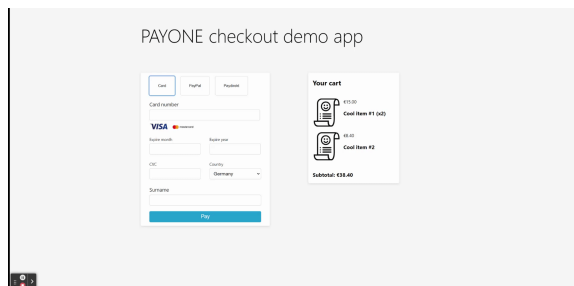 PAYONE checkout demo app
Card
PayPal
Paydirekt
Card number
VISA
Expire month
Expire year
CVC
Country
Germany
Surname
Pay
Your cart
€15.00
Cool item #1 (x2)
€8.40
Cool item #2
Subtotal: €38.40